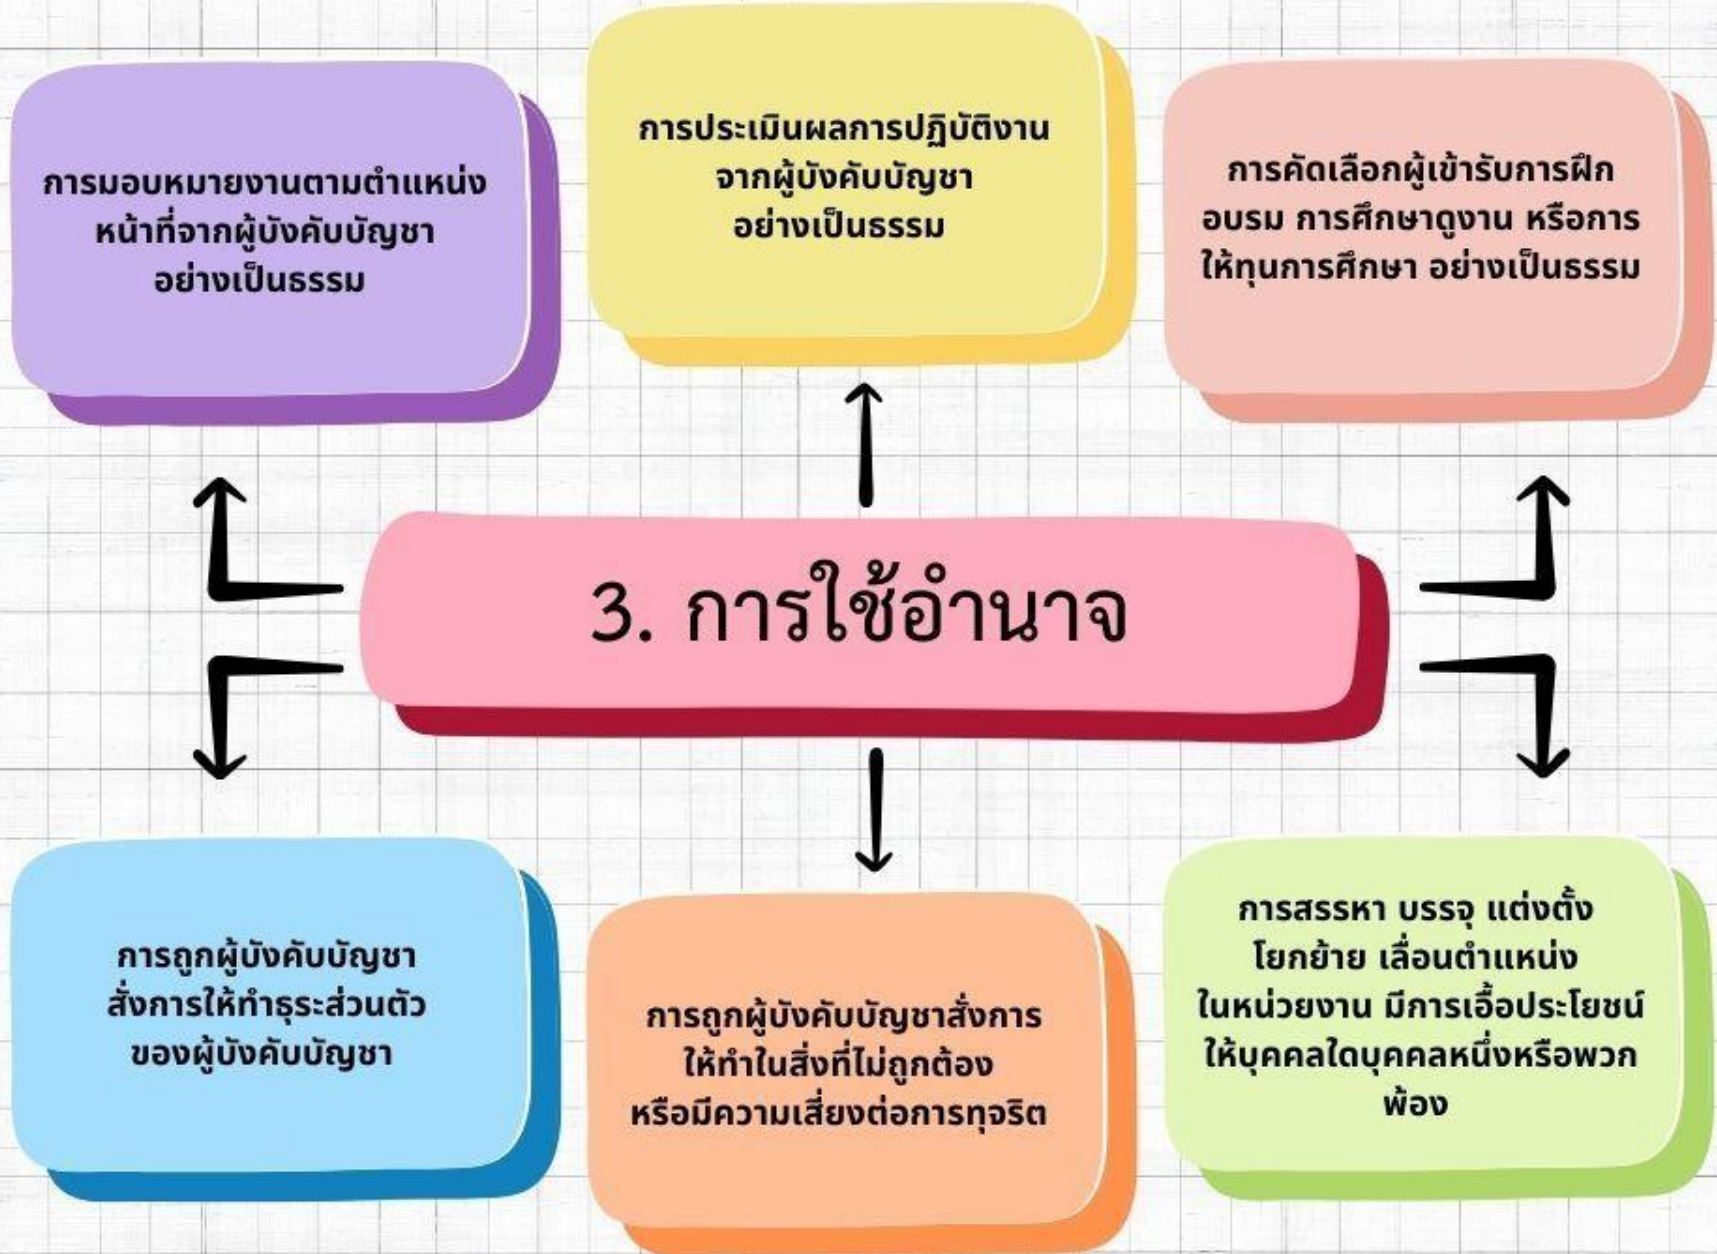 การมอบหมายงานตามตำแหน่ง
หน้าที่จากผู้บังคับบัญชา
อย่างเป็นธรรม
การประเมินผลการปฏิบัติงาน
จากผู้บังคับบัญชา
อย่างเป็นธรรม
การคัดเลือกผู้เข้ารับการฝึก
อบรม การศึกษาดูงาน หรือการ
ให้ทุนการศึกษา อย่างเป็นธรรม
3. การใช้อำนาจ
การถูกผู้บังคับบัญชา
สั่งการให้ทำธุระส่วนตัว
ของผู้บังคับบัญชา
การถูกผู้บังคับบัญชาสั่งการ
ให้ทำในสิ่งที่ไม่ถูกต้อง
หรือมีความเสี่ยงต่อการทุจริต
การสรรหา บรรจุ แต่งตั้ง
โยกย้าย เลื่อนตำแหน่ง
ในหน่วยงาน มีการเอื้อประโยชน์
ให้บุคคลใดบุคคลหนึ่งหรือพวก
พ้อง